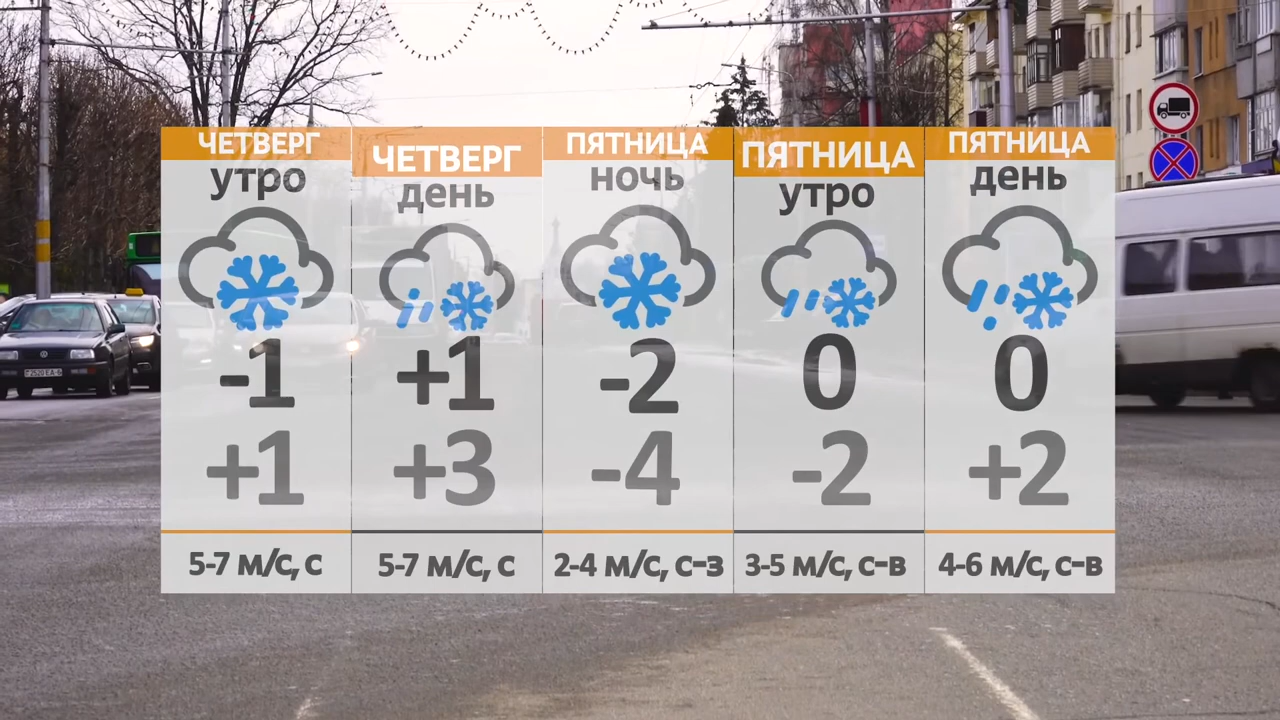 ЧЕТВЕРГ
утро
-1
+1
5-7 м/с, с
ЧЕТВЕРГ
день
+1
+3
5-7 м/с, с
ПЯТНИЦА
ночь
-2
-4
2-4 м/с, с-з
ПЯТНИЦА
утро
0
-2
3-5 м/с, с-в
ПЯТНИЦА
день
0
+2
4-6 м/с, с-в